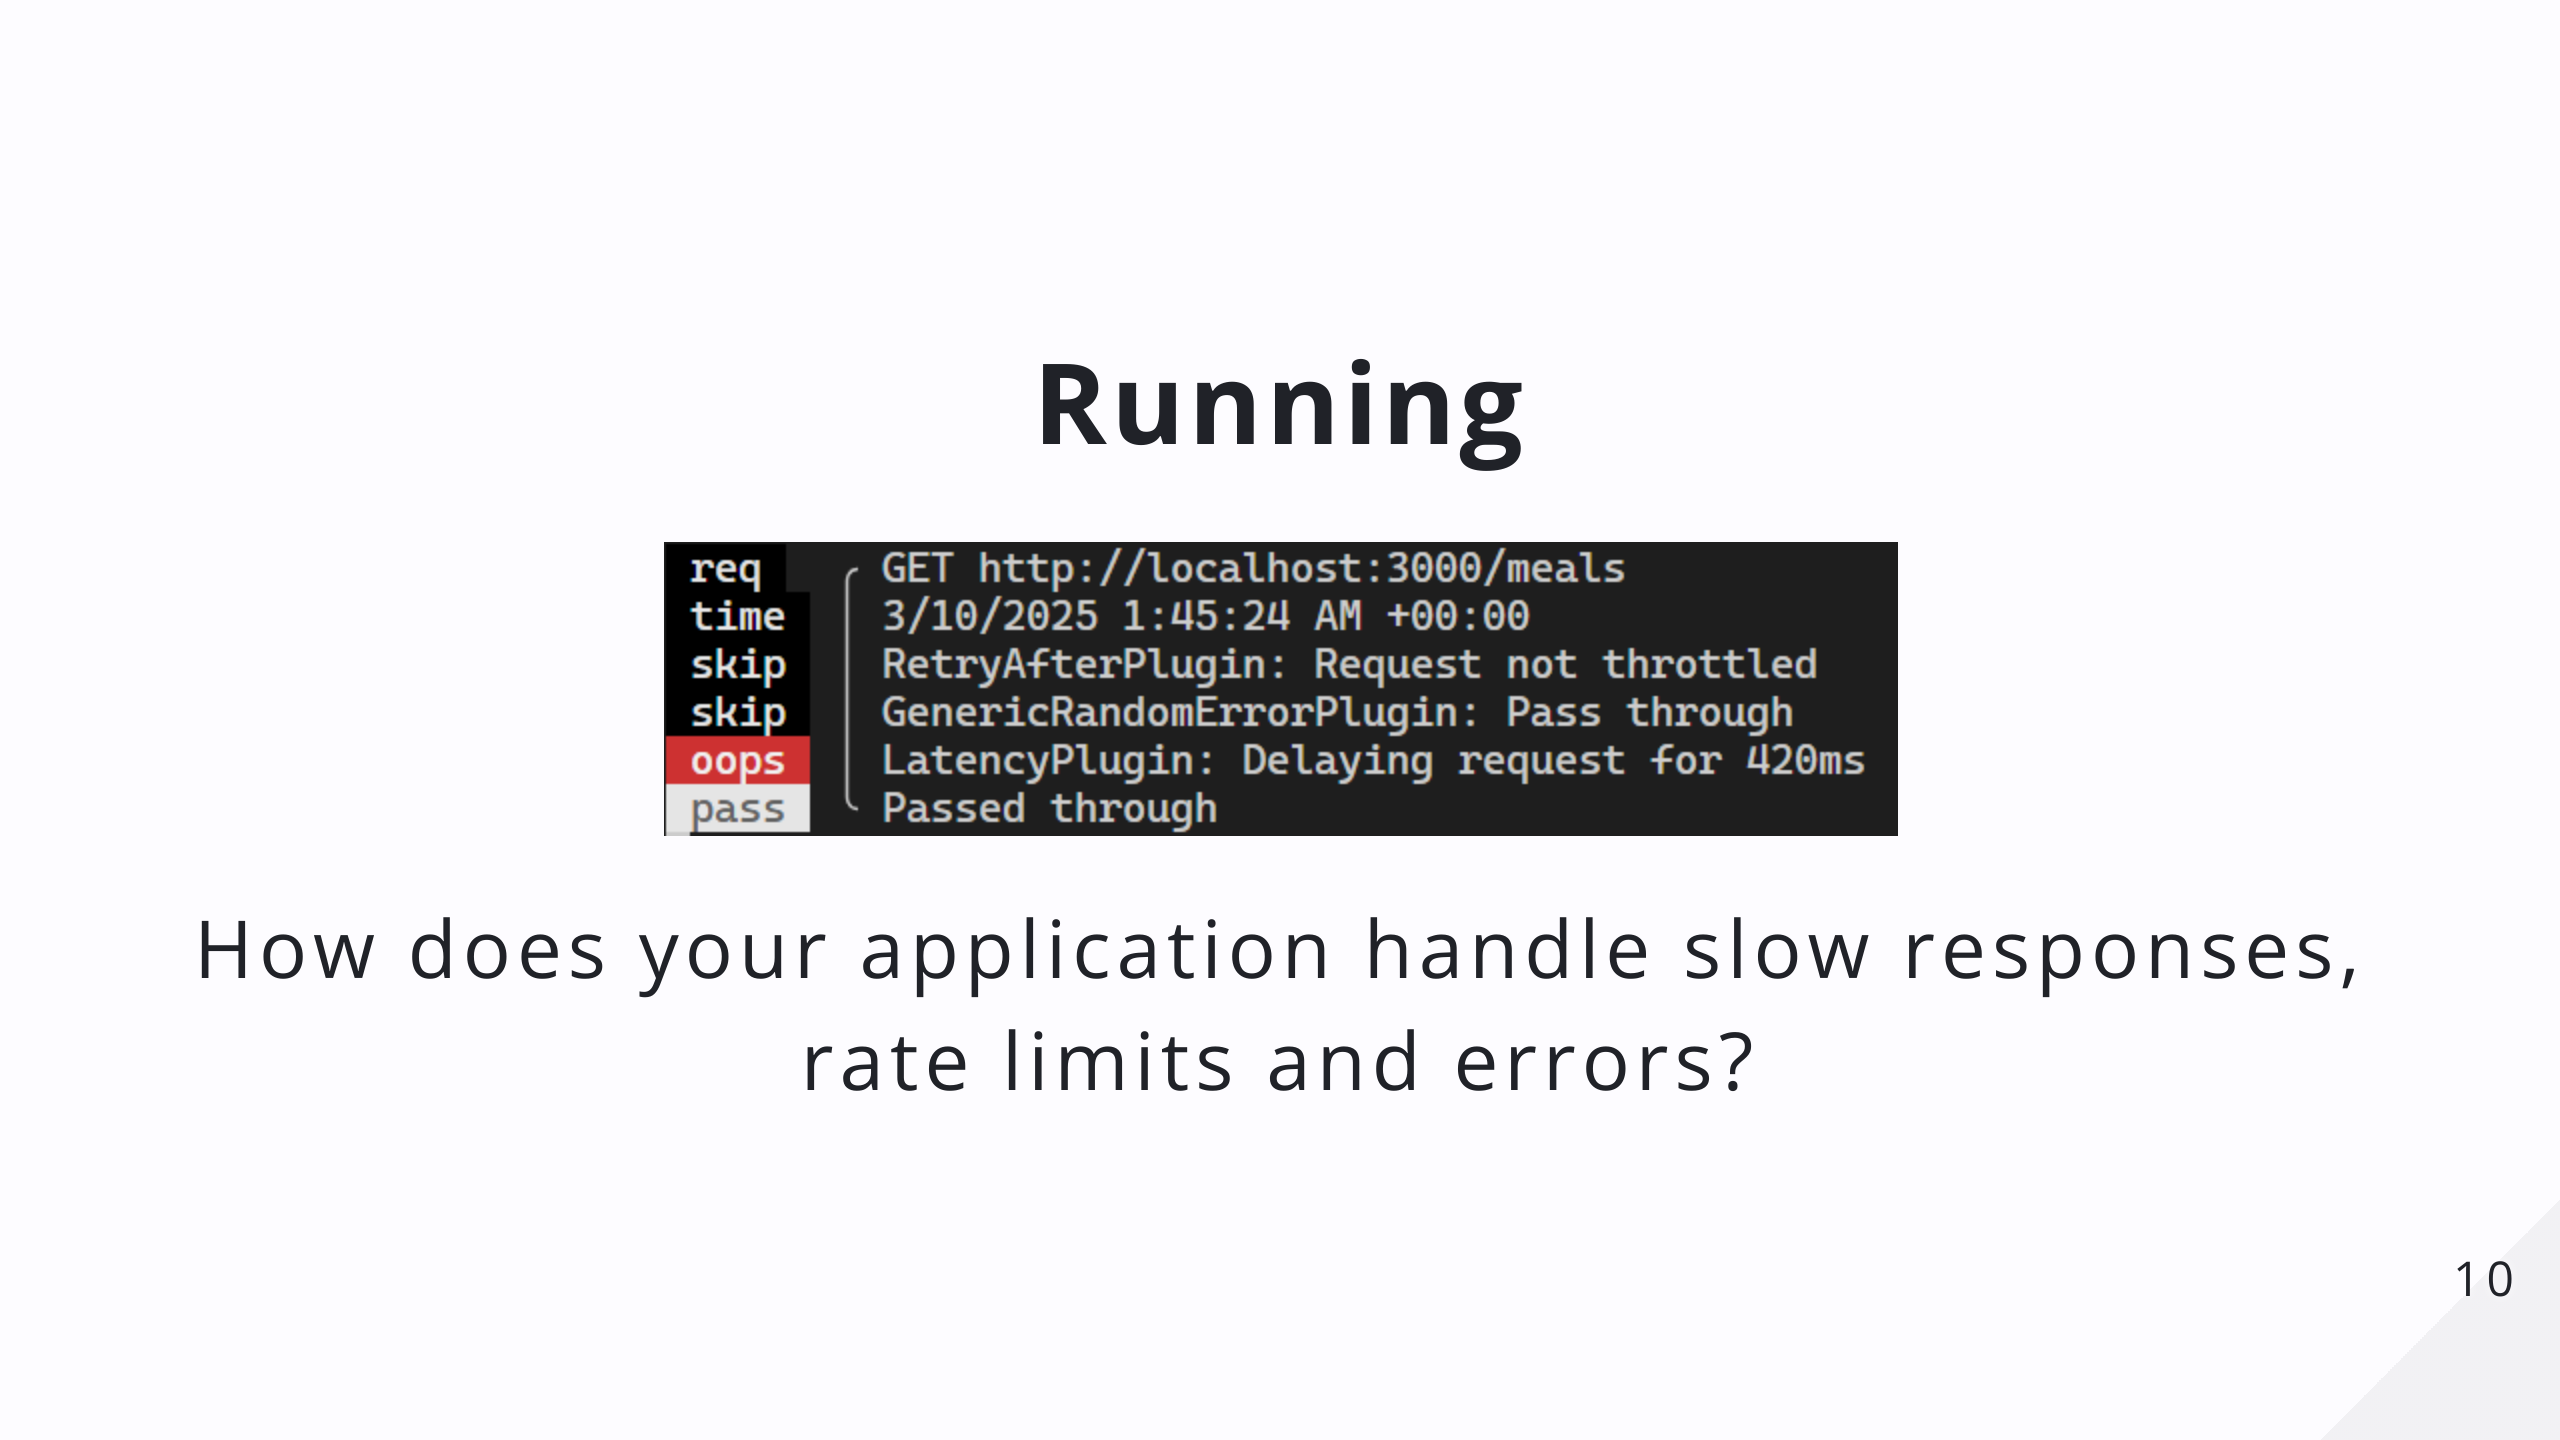 Running
req GET http://localhost:3000/meals
time 3/10/2025 1:45:24 AM +00:00
skip RetryAfterPlugin: Request not throttled
skip GenericRandomErrorPlugin: Pass through
oops LatencyPlugin: Delaying request for 420ms
pass Passed through
How does your application handle slow responses,
rate limits and errors?
10